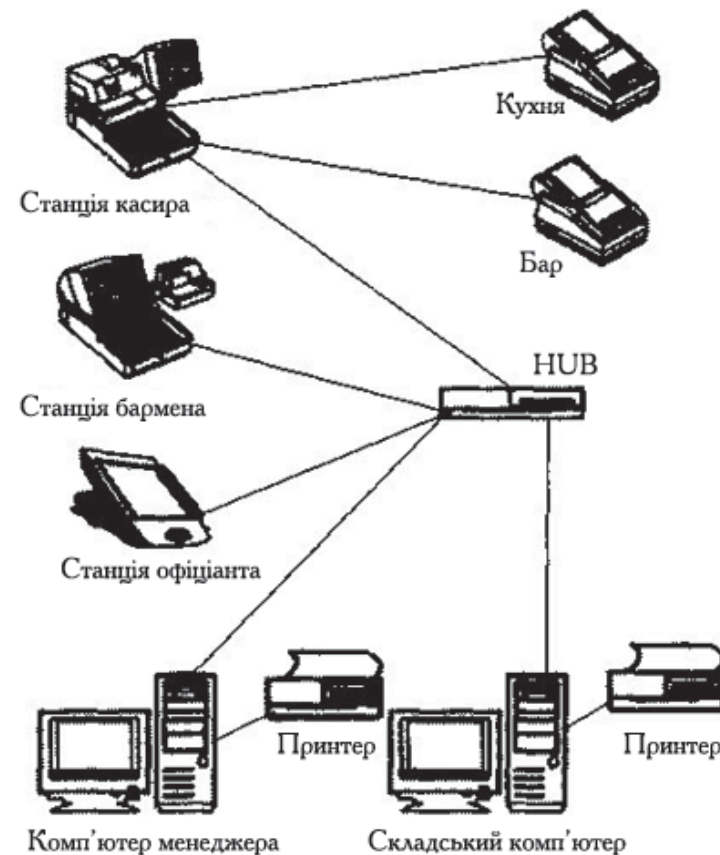 Кухня
Станція касира
Бар
HUB
Станція бармена
Станція офіціанта
Принтер
Принтер
Комп’ютер менеджера
Складський комп’ютер